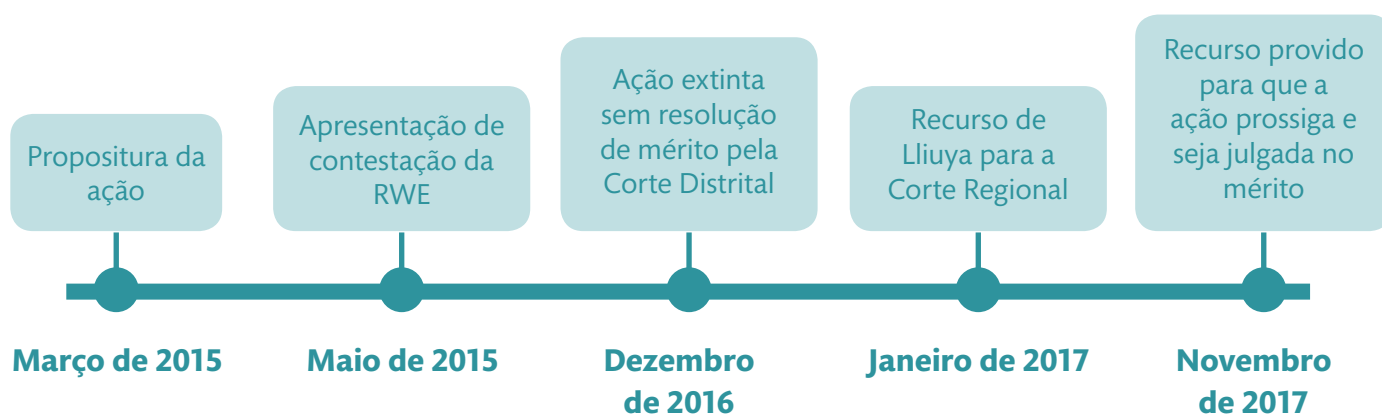 Propositura da
ação
Apresentação de
contestação da
RWE
Ação extinta
sem resolução
de mérito pela
Corte Distrital
Recurso de
Lliuya para a
Corte Regional
Recurso provido
para que a
ação prossiga e
seja julgada no
mérito
Março de 2015
Maio de 2015
Dezembro
de 2016
Janeiro de 2017
Novembro
de 2017